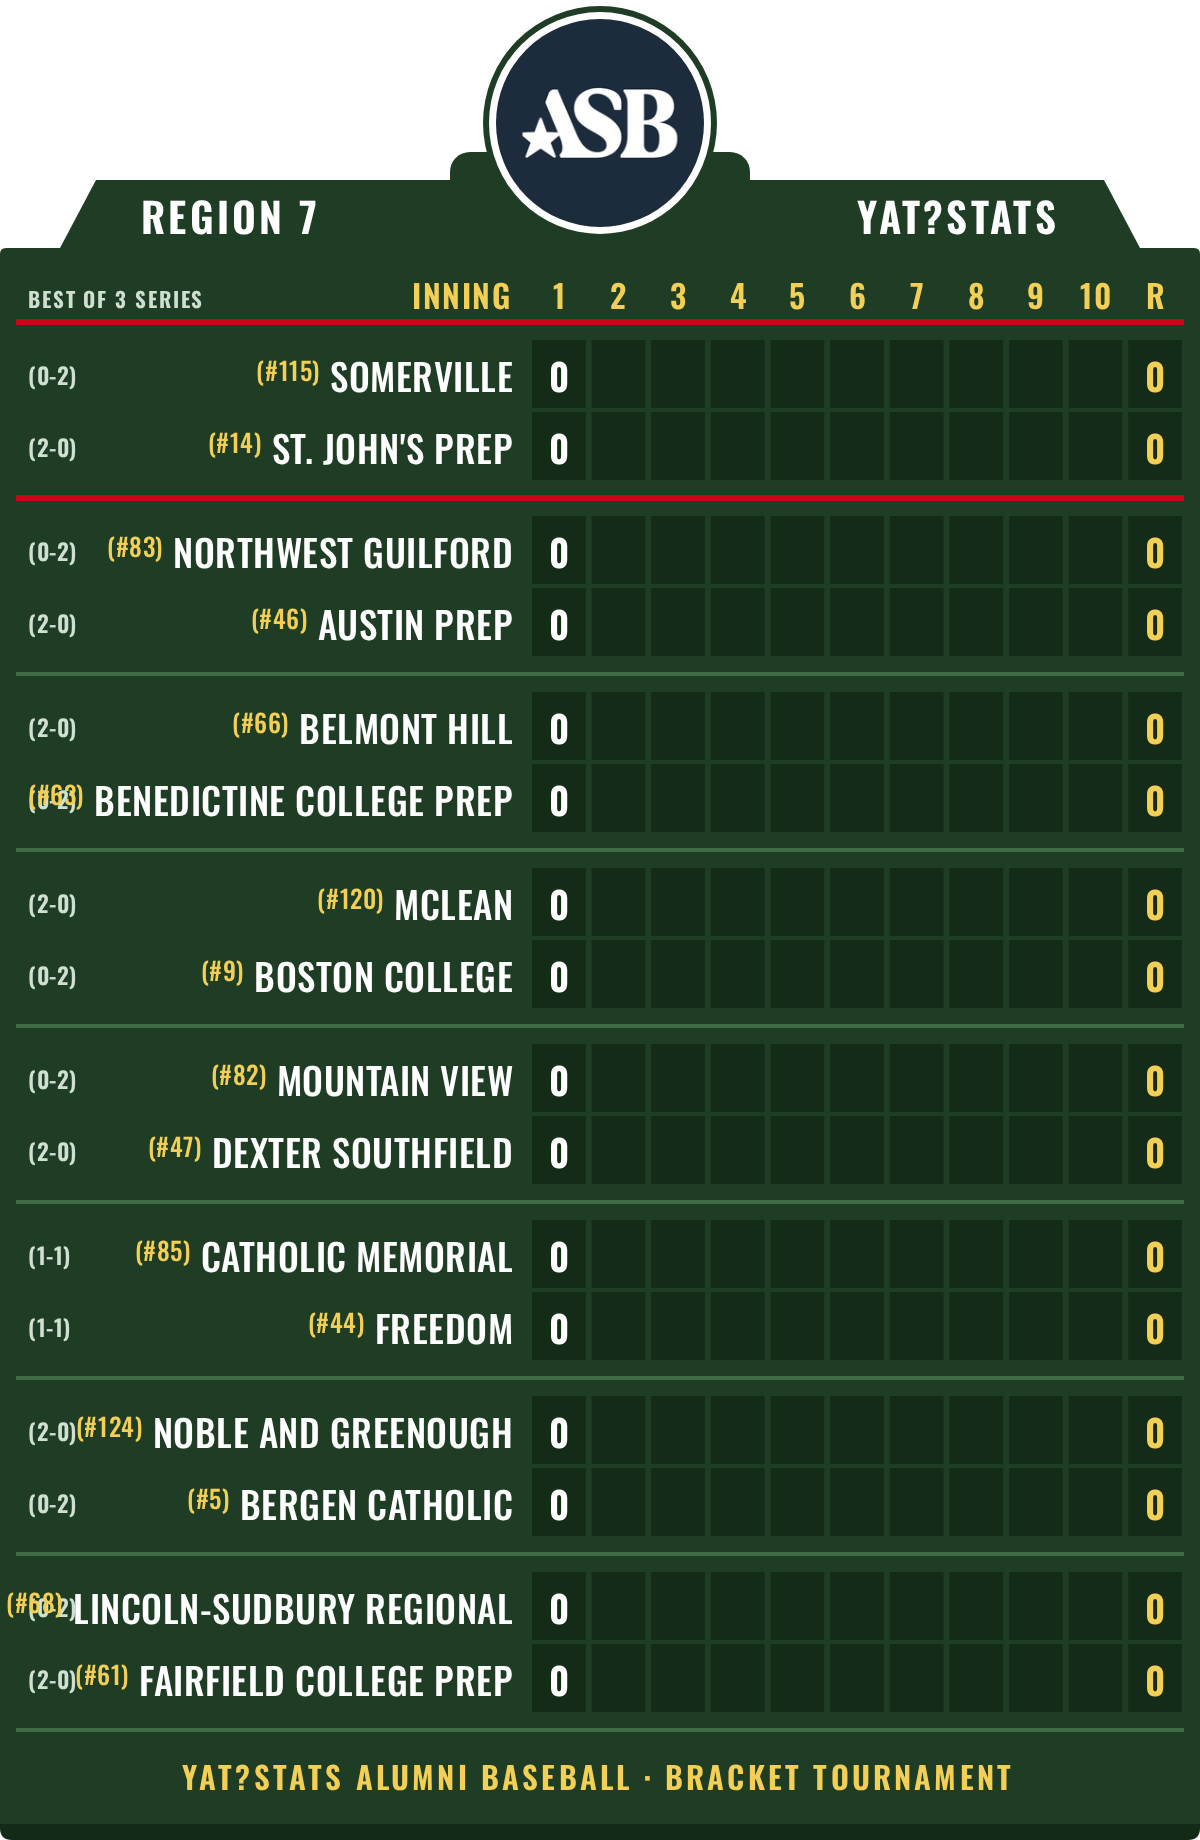 ASB
REGION 7 YAT?STATS
BEST OF 3 SERIES INNING 1 2 3 4 5 6 7 8 9 10 R
(0-2) (#115) SOMERVILLE 0 0
(2-0) (#14) ST. JOHN'S PREP 0 0
(0-2) (#83) NORTHWEST GUILFORD 0 0
(2-0) (#46) AUSTIN PREP 0 0
(2-0) (#66) BELMONT HILL 0 0
(0-2) (#63) BENEDICTINE COLLEGE PREP 0 0
(2-0) (#120) MCLEAN 0 0
(0-2) (#9) BOSTON COLLEGE 0 0
(0-2) (#82) MOUNTAIN VIEW 0 0
(2-0) (#47) DEXTER SOUTHFIELD 0 0
(1-1) (#85) CATHOLIC MEMORIAL 0 0
(1-1) (#44) FREEDOM 0 0
(2-0) (#124) NOBLE AND GREENOUGH 0 0
(0-2) (#5) BERGEN CATHOLIC 0 0
(0-2) (#68) LINCOLN-SUDBURY REGIONAL 0 0
(2-0) (#61) FAIRFIELD COLLEGE PREP 0 0
YAT?STATS ALUMNI BASEBALL · BRACKET TOURNAMENT